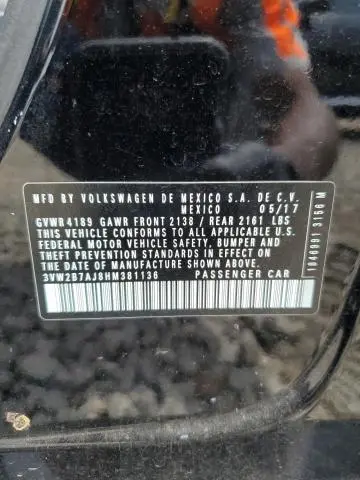 MFD BY VOLKSWAGEN DE MEXICO S.A. DE C.V.
MEXICO 05/17
GVWR 4189 GAWR FRONT 2138 / REAR 2161 LBS
THIS VEHICLE CONFORMS TO ALL APPLICABLE U.S.
FEDERAL MOTOR VEHICLE SAFETY, BUMPER AND
THEFT PREVENTION STANDARDS IN EFFECT ON THE
DATE OF MANUFACTURE SHOWN ABOVE.
3VW2B7AJ8HM381136 PASSENGER CAR
1046991 3166 M